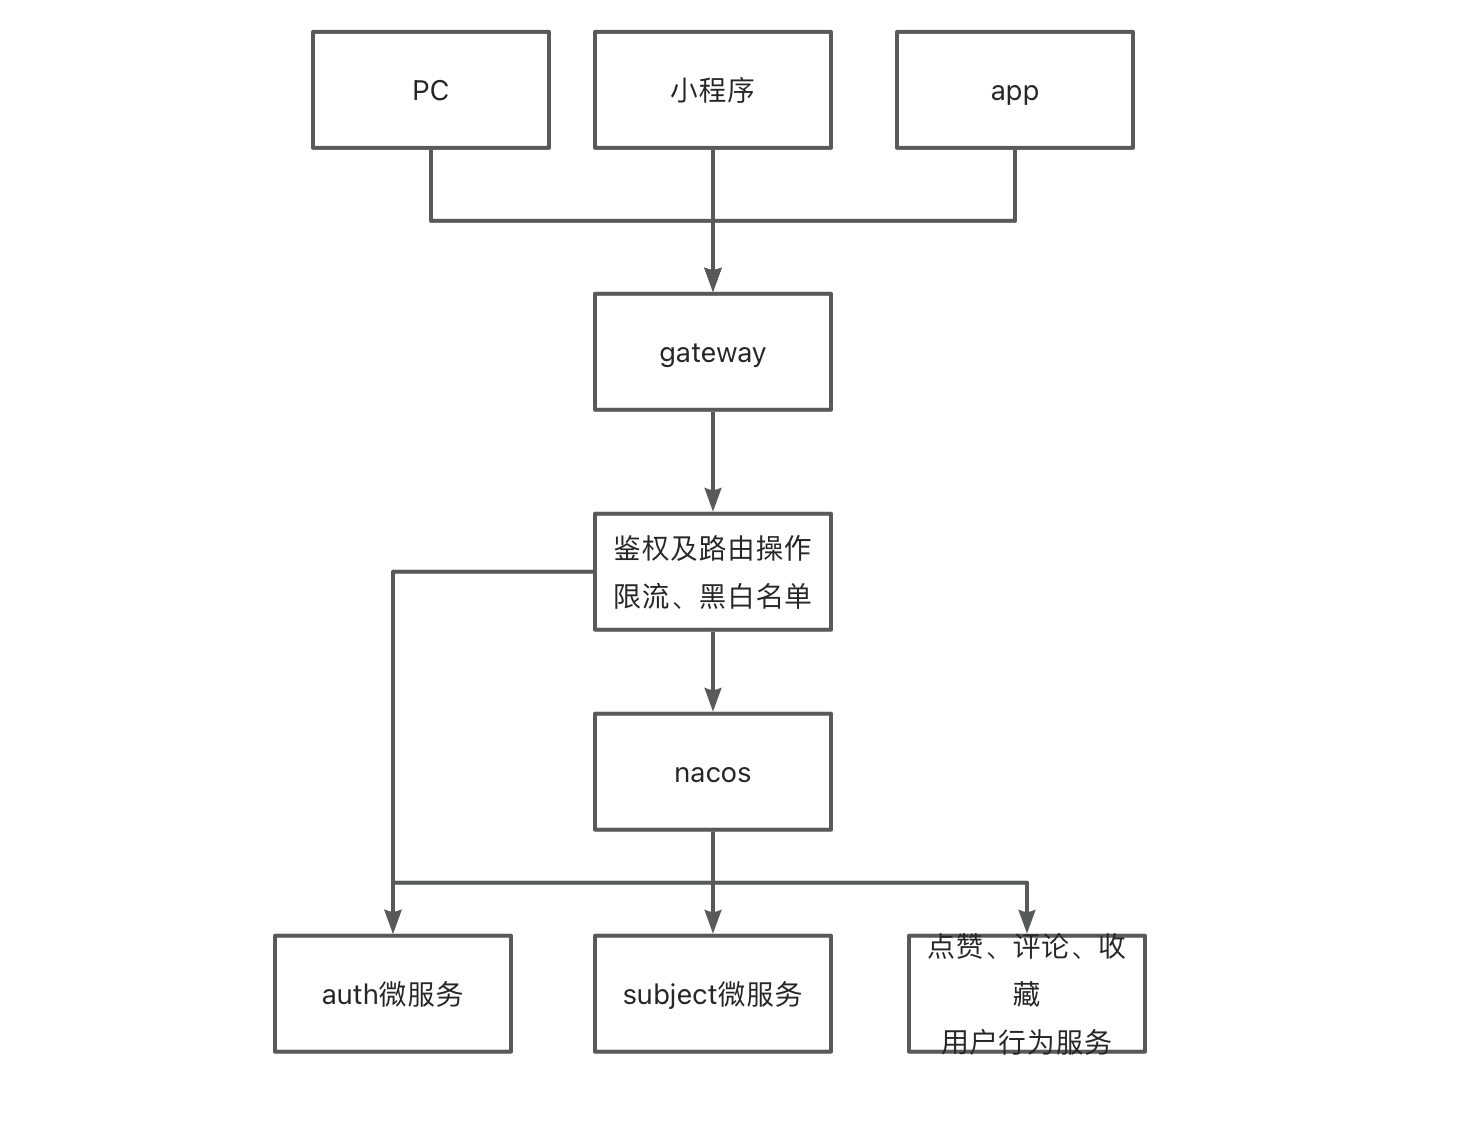 PC
小程序
app
gateway
鉴权及路由操作
限流、黑白名单
nacos
auth微服务
subject微服务
点赞、评论、收
藏
用户行为服务